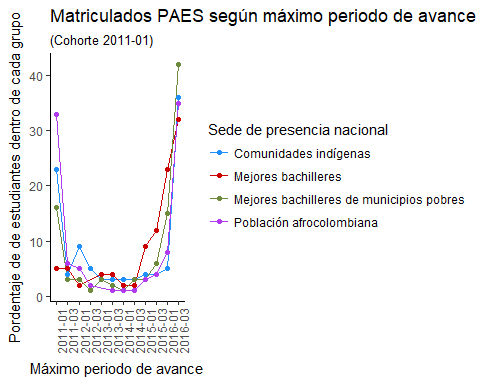 Matriculados PAES según máximo periodo de avance
(Cohorte 2011-01)
Pordentaje de de estudiantes dentro de cada grupo
40
30
20
10
0
2011-01
2011-03
2012-01
2012-03
2013-01
2013-03
2014-01
2014-03
2015-01
2015-03
2016-01
2016-03
Máximo periodo de avance
Sede de presencia nacional
Comunidades indígenas
Mejores bachilleres
Mejores bachilleres de municipios pobres
Población afrocolombiana